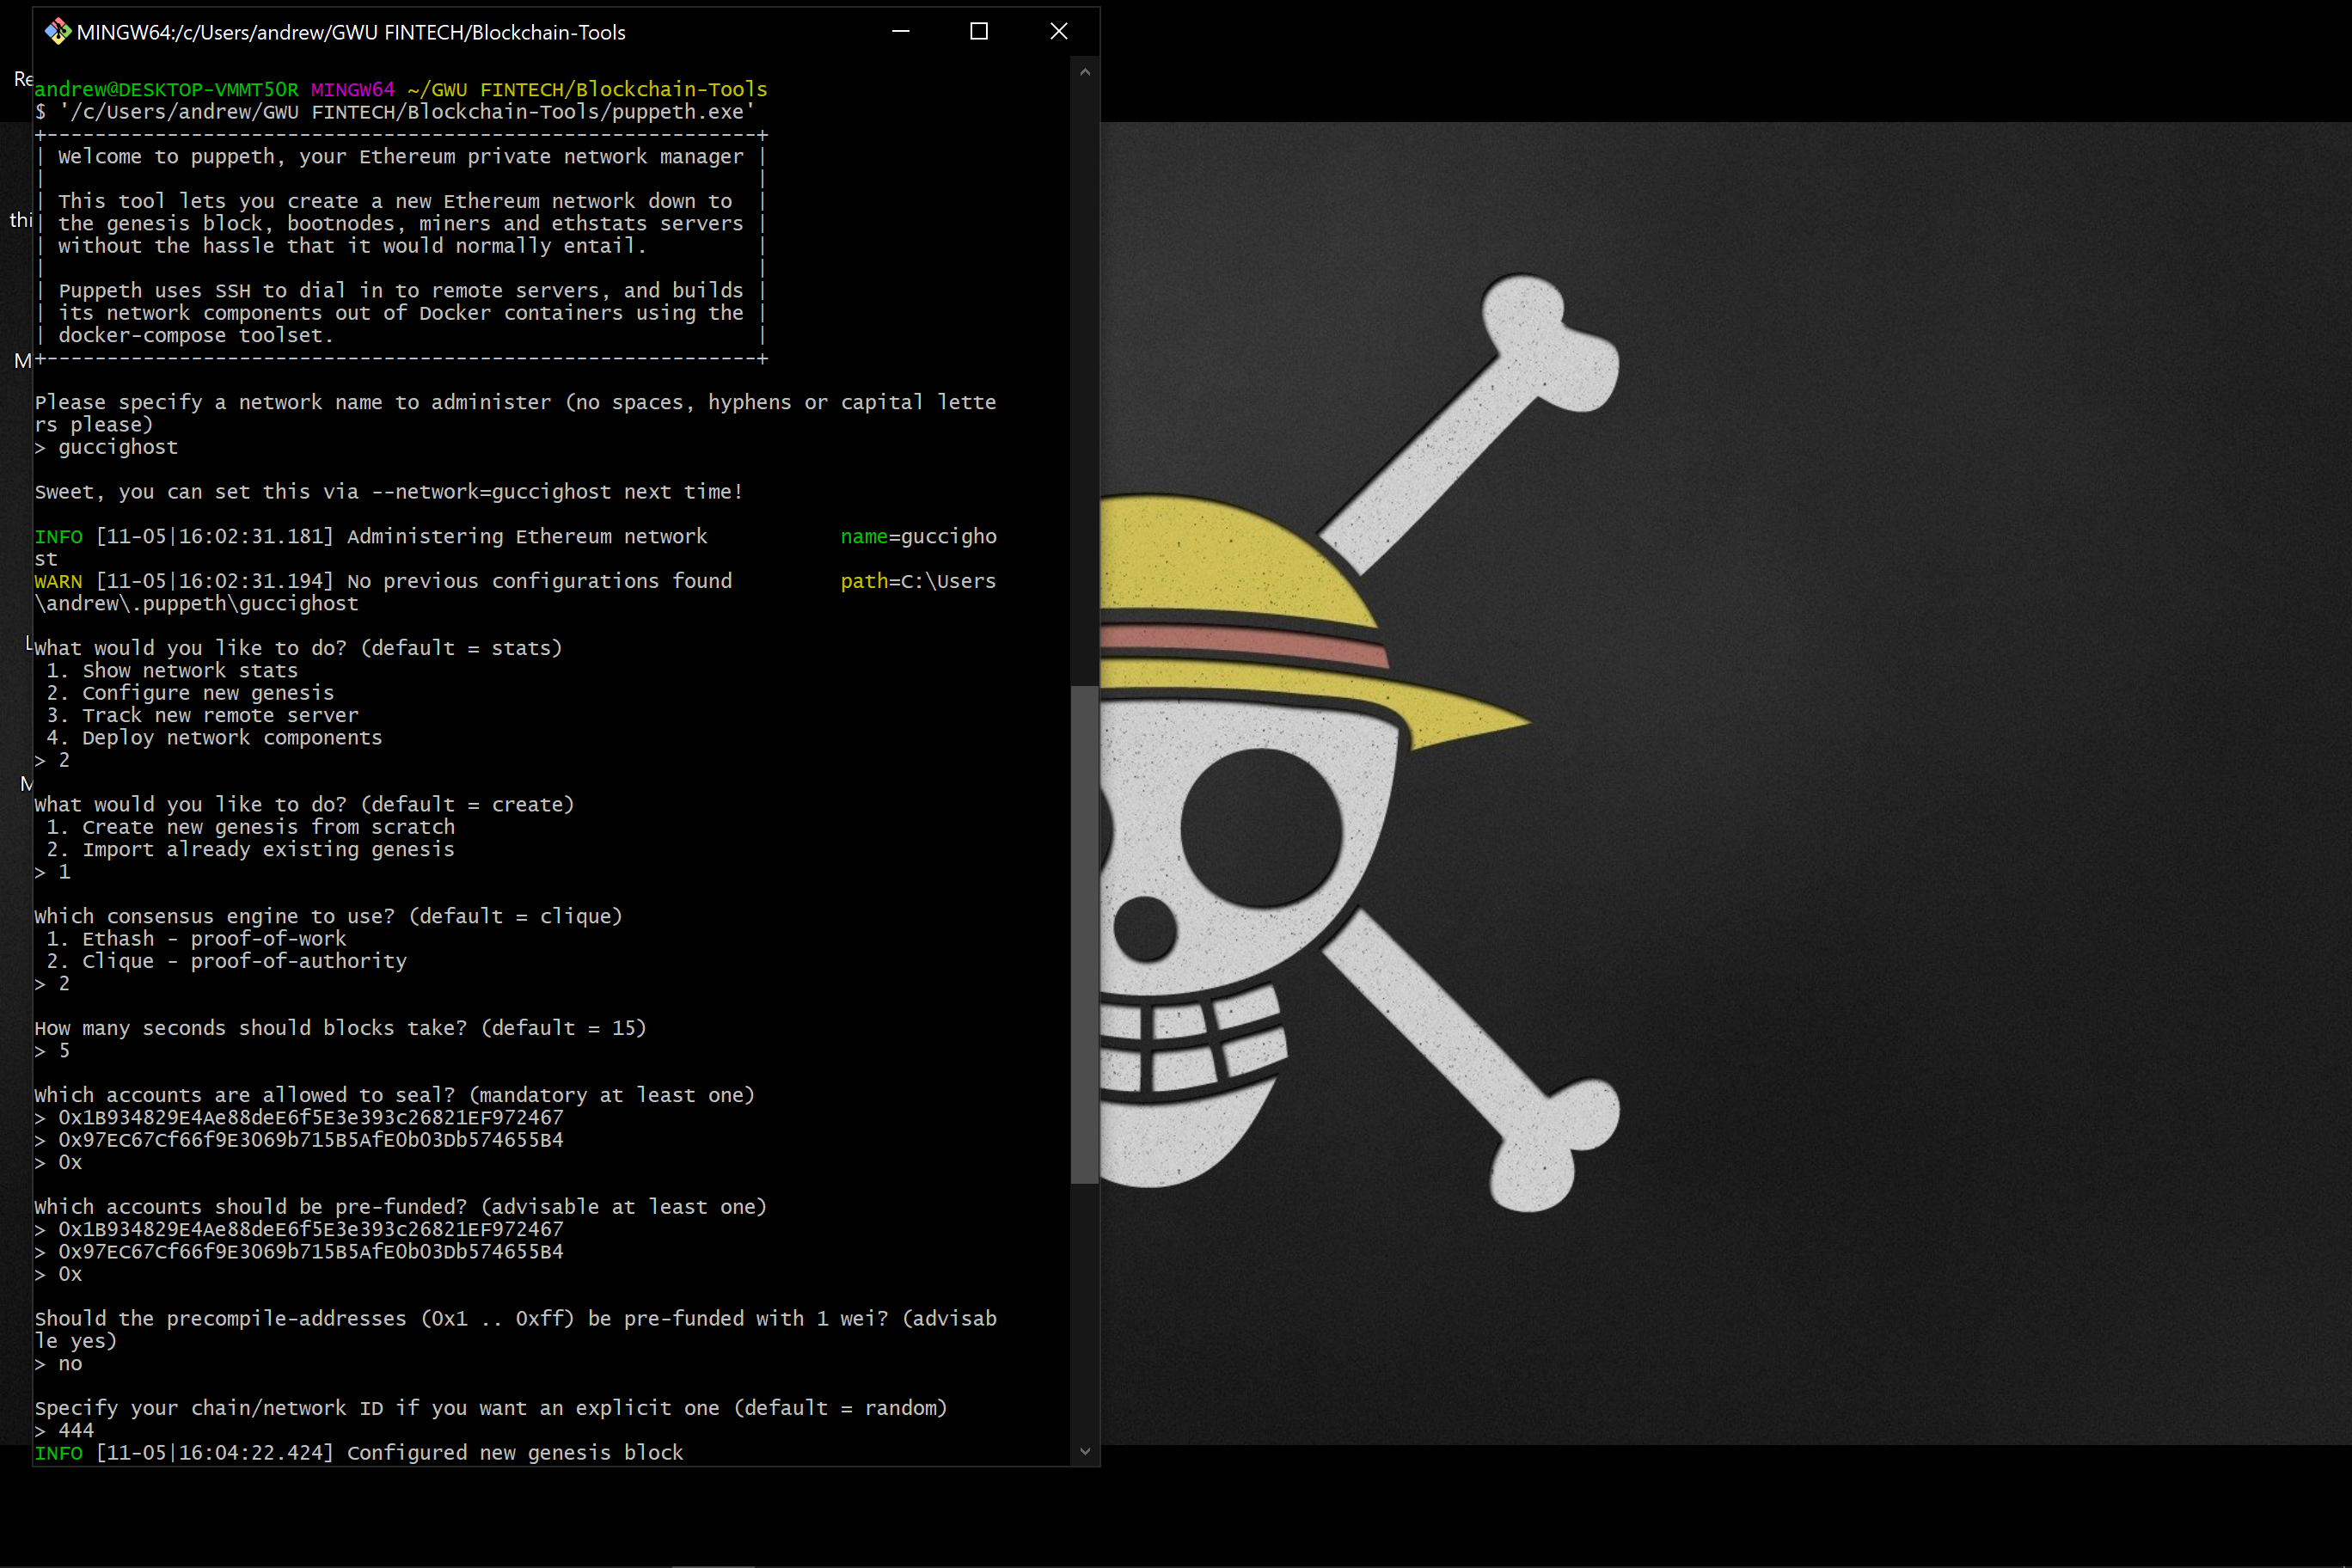 MINGW64:/c/Users/andrew/GWU FINTECH/Blockchain-Tools
andrew@DESKTOP-VMMT50R MINGW64 ~/GWU FINTECH/Blockchain-Tools
$ '/c/Users/andrew/GWU FINTECH/Blockchain-Tools/puppeth.exe'
+-----------------------------------------------------------+
| Welcome to puppeth, your Ethereum private network manager |
|                                                           |
| This tool lets you create a new Ethereum network down to  |
| the genesis block, bootnodes, miners and ethstats servers |
| without the hassle that it would normally entail.         |
|                                                           |
| Puppeth uses SSH to dial in to remote servers, and builds |
| its network components out of Docker containers using the |
| docker-compose toolset.                                   |
+-----------------------------------------------------------+
Please specify a network name to administer (no spaces, hyphens or capital lette
rs please)
> guccighost
Sweet, you can set this via --network=guccighost next time!
INFO [11-05|16:02:31.181] Administering Ethereum network           name=guccigho
st
WARN [11-05|16:02:31.194] No previous configurations found         path=C:\Users
\andrew\.puppeth\guccighost
What would you like to do? (default = stats)
1. Show network stats
2. Configure new genesis
3. Track new remote server
4. Deploy network components
> 2
What would you like to do? (default = create)
1. Create new genesis from scratch
2. Import already existing genesis
> 1
Which consensus engine to use? (default = clique)
1. Ethash - proof-of-work
2. Clique - proof-of-authority
> 2
How many seconds should blocks take? (default = 15)
> 5
Which accounts are allowed to seal? (mandatory at least one)
> 0x1B934829E4Ae88deE6f5E3e393c26821EF972467
> 0x97EC67Cf66f9E3069b715B5AfE0b03Db574655B4
> 0x
Which accounts should be pre-funded? (advisable at least one)
> 0x1B934829E4Ae88deE6f5E3e393c26821EF972467
> 0x97EC67Cf66f9E3069b715B5AfE0b03Db574655B4
> 0x
Should the precompile-addresses (0x1 .. 0xff) be pre-funded with 1 wei? (advisab
le yes)
> no
Specify your chain/network ID if you want an explicit one (default = random)
> 444
INFO [11-05|16:04:22.424] Configured new genesis block